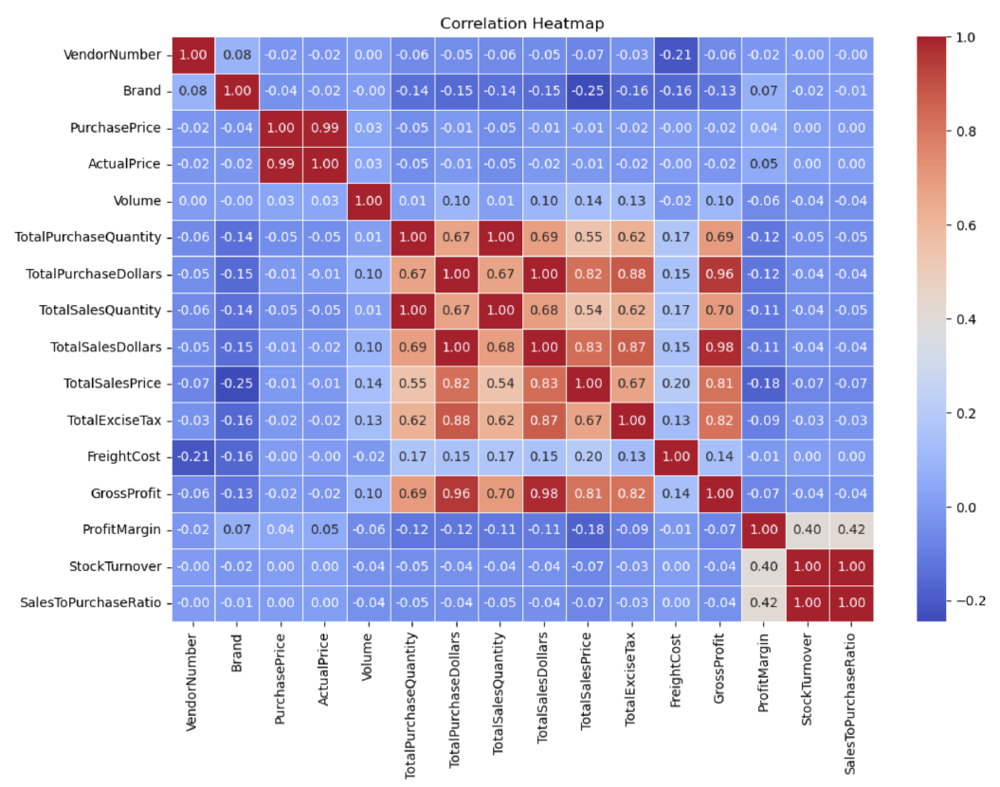 Correlation Heatmap
VendorNumber 1.00 0.08 -0.02 -0.02 0.00 -0.06 -0.05 -0.06 -0.05 -0.07 -0.03 -0.21 -0.06 -0.02 -0.00 -0.00
Brand 0.08 1.00 -0.04 -0.02 -0.00 -0.14 -0.15 -0.14 -0.15 -0.25 -0.16 -0.16 -0.13 0.07 -0.02 -0.01
PurchasePrice -0.02 -0.04 1.00 0.99 0.03 -0.05 -0.01 -0.05 -0.01 -0.01 -0.02 -0.00 -0.02 0.04 0.00 0.00
ActualPrice -0.02 -0.02 0.99 1.00 0.03 -0.05 -0.01 -0.05 -0.02 -0.01 -0.02 -0.00 -0.02 0.05 0.00 0.00
Volume 0.00 -0.00 0.03 0.03 1.00 0.01 0.10 0.01 0.10 0.14 0.13 -0.02 0.10 -0.06 -0.04 -0.04
TotalPurchaseQuantity -0.06 -0.14 -0.05 -0.05 0.01 1.00 0.67 1.00 0.69 0.55 0.62 0.17 0.69 -0.12 -0.05 -0.05
TotalPurchaseDollars -0.05 -0.15 -0.01 -0.01 0.10 0.67 1.00 0.67 1.00 0.82 0.88 0.15 0.96 -0.12 -0.04 -0.04
TotalSalesQuantity -0.06 -0.14 -0.05 -0.05 0.01 1.00 0.67 1.00 0.68 0.54 0.62 0.17 0.70 -0.11 -0.04 -0.05
TotalSalesDollars -0.05 -0.15 -0.01 -0.02 0.10 0.69 1.00 0.68 1.00 0.83 0.87 0.15 0.98 -0.11 -0.04 -0.04
TotalSalesPrice -0.07 -0.25 -0.01 -0.01 0.14 0.55 0.82 0.54 0.83 1.00 0.67 0.20 0.81 -0.18 -0.07 -0.07
TotalExciseTax -0.03 -0.16 -0.02 -0.02 0.13 0.62 0.88 0.62 0.87 0.67 1.00 0.13 0.82 -0.09 -0.03 -0.03
FreightCost -0.21 -0.16 -0.00 -0.00 -0.02 0.17 0.15 0.17 0.15 0.20 0.13 1.00 0.14 -0.01 0.00 0.00
GrossProfit -0.06 -0.13 -0.02 -0.02 0.10 0.69 0.96 0.70 0.98 0.81 0.82 0.14 1.00 -0.07 -0.04 -0.04
ProfitMargin -0.02 0.07 0.04 0.05 -0.06 -0.12 -0.12 -0.11 -0.11 -0.18 -0.09 -0.01 -0.07 1.00 0.40 0.42
StockTurnover -0.00 -0.02 0.00 0.00 -0.04 -0.05 -0.04 -0.04 -0.04 -0.07 -0.03 0.00 -0.04 0.40 1.00 1.00
SalesToPurchaseRatio -0.00 -0.01 0.00 0.00 -0.04 -0.05 -0.04 -0.05 -0.04 -0.07 -0.03 0.00 -0.04 0.42 1.00 1.00
VendorNumber
Brand
PurchasePrice
ActualPrice
Volume
TotalPurchaseQuantity
TotalPurchaseDollars
TotalSalesQuantity
TotalSalesDollars
TotalSalesPrice
TotalExciseTax
FreightCost
GrossProfit
ProfitMargin
StockTurnover
SalesToPurchaseRatio
1.0
0.8
0.6
0.4
0.2
0.0
−0.2